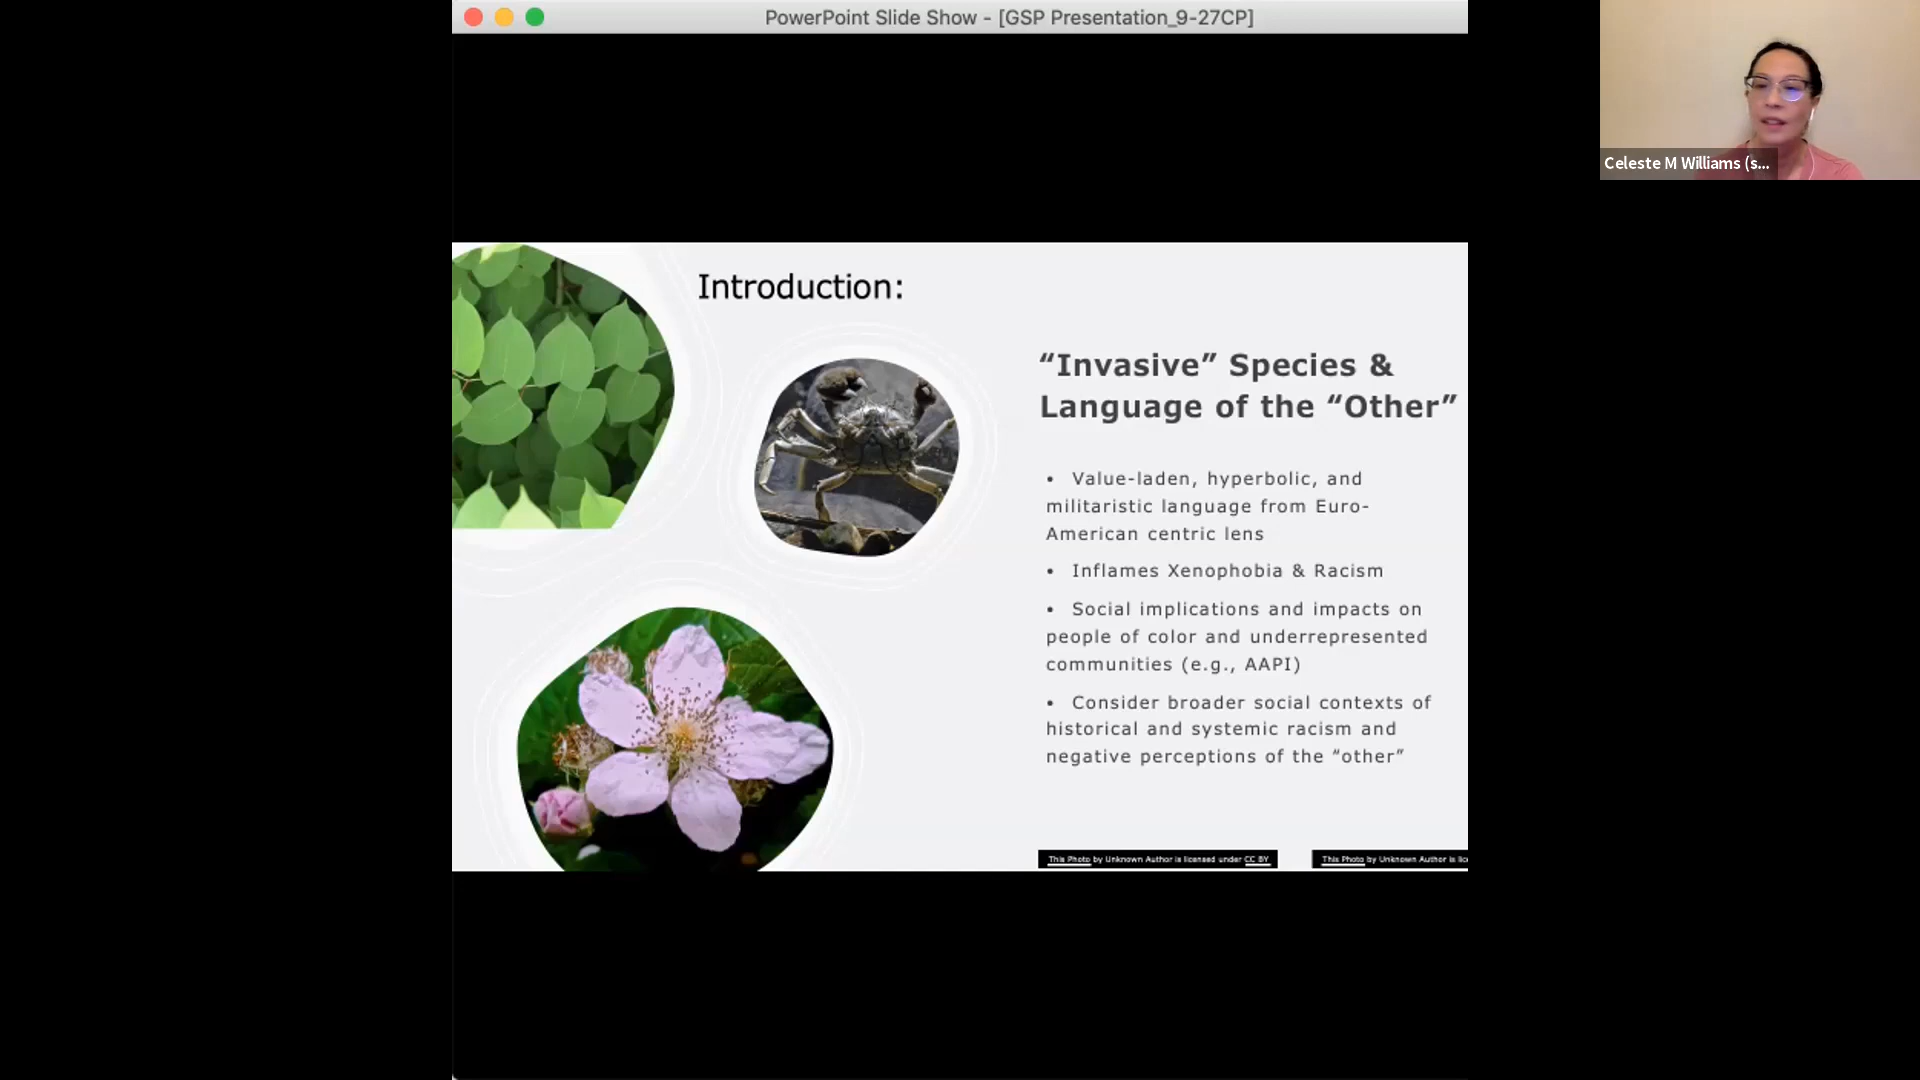 PowerPoint Slide Show - [GSP Presentation_9-27CP]
Celeste M Williams (s...
Introduction:
“Invasive” Species &
Language of the “Other”
• Value-laden, hyperbolic, and
militaristic language from Euro-
American centric lens
• Inflames Xenophobia & Racism
• Social implications and impacts on
people of color and underrepresented
communities (e.g., AAPI)
• Consider broader social contexts of
historical and systemic racism and
negative perceptions of the “other”
This Photo by Unknown Author is licensed under CC BY
This Photo by Unknown Author is lic